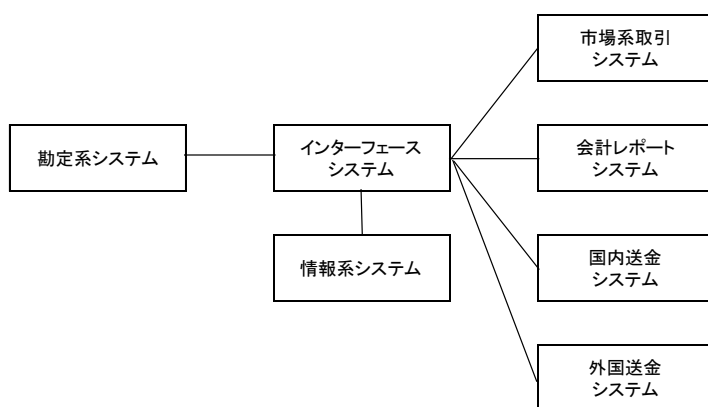 市場系取引
システム
勘定系システム
インターフェース
システム
会計レポート
システム
情報系システム
国内送金
システム
外国送金
システム